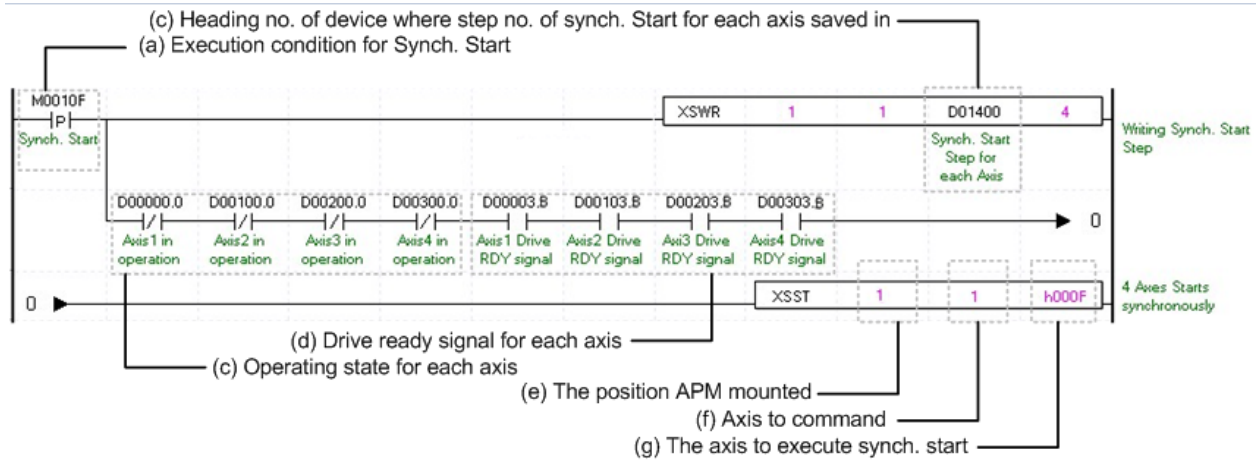 (c) Heading no. of device where step no. of synch. Start for each axis saved in
(a) Execution condition for Synch. Start
M0010F
P
Synch. Start
XSWR 1 1 D01400 4
Synch. Start
Step for
each Axis
Writing Synch. Start
Step
D00000.0 D00100.0 D00200.0 D00300.0 D00003.B D00103.B D00203.B D00303.B
Axis1 in Axis2 in Axis3 in Axis4 in Axis1 Drive Axis2 Drive Axi3 Drive Axis4 Drive
operation operation operation operation RDY signal RDY signal RDY signal RDY signal
0
0
XSST 1 1 h000F
4 Axes Starts
synchronously
(d) Drive ready signal for each axis
(c) Operating state for each axis
(e) The position APM mounted
(f) Axis to command
(g) The axis to execute synch. start